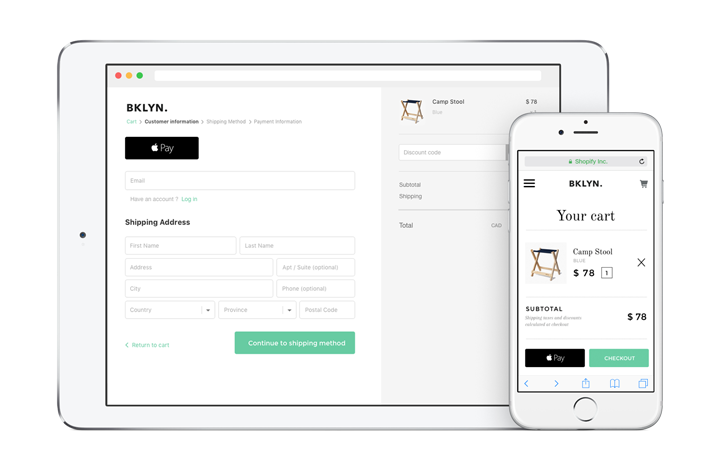 BKLYN.
Cart > Customer information > Shipping Method > Payment Information
Pay
Email
Have an account ? Log in
Shipping Address
First Name
Last Name
Address
Apt / Suite (optional)
City
Phone (optional)
Country
Province
Postal Code
< Return to cart
Continue to shipping method
Camp Stool
$ 78
Blue
Discount code
Subtotal
Shipping
Total
CAD
Shopify Inc.
BKLYN.
Your cart
Camp Stool
BLUE
$ 78 1
SUBTOTAL
$ 78
Shipping taxes and discounts
calculated at checkout
Pay
CHECKOUT